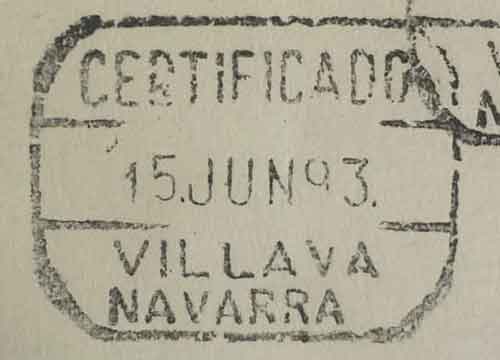 CERTIFICADO
15.JUNº3.
VILLAVA
NAVARRA